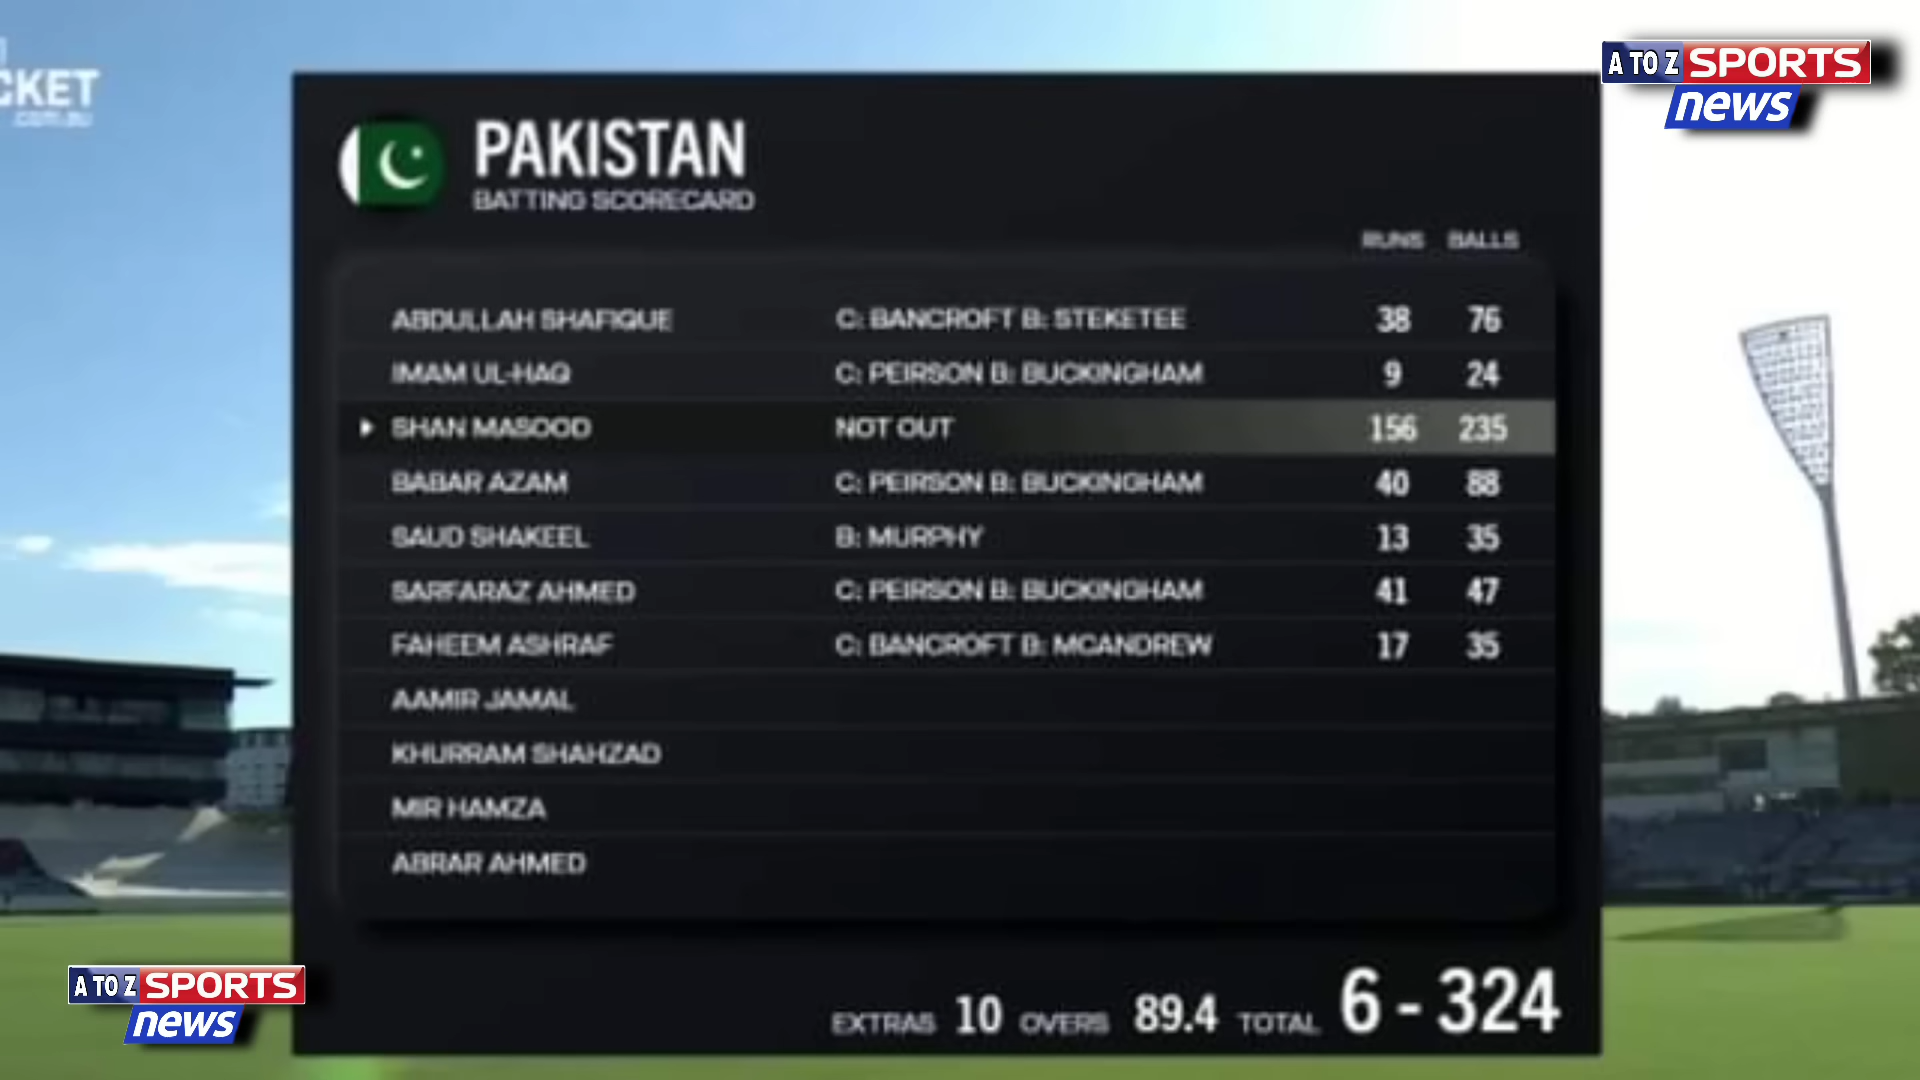 CKET
.com.au
A TO Z SPORTS
news
PAKISTAN
BATTING SCORECARD
RUNS BALLS
ABDULLAH SHAFIQUE C: BANCROFT B: STEKETEE 38 76
IMAM UL-HAQ C: PEIRSON B: BUCKINGHAM 9 24
SHAN MASOOD NOT OUT 156 235
BABAR AZAM C: PEIRSON B: BUCKINGHAM 40 88
SAUD SHAKEEL B: MURPHY 13 35
SARFARAZ AHMED C: PEIRSON B: BUCKINGHAM 41 47
FAHEEM ASHRAF C: BANCROFT B: MCANDREW 17 35
AAMIR JAMAL
KHURRAM SHAHZAD
MIR HAMZA
ABRAR AHMED
EXTRAS 10 OVERS 89.4 TOTAL 6 - 324
A TO Z SPORTS
news